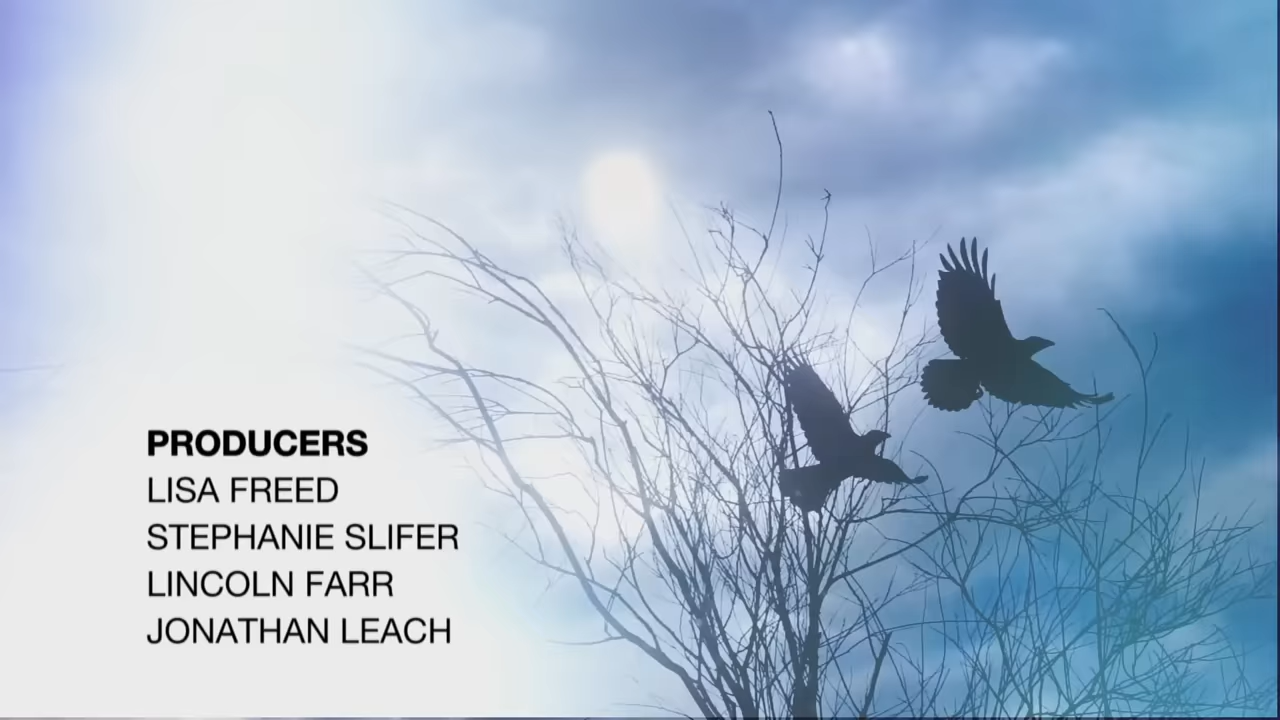 PRODUCERS
LISA FREED
STEPHANIE SLIFER
LINCOLN FARR
JONATHAN LEACH